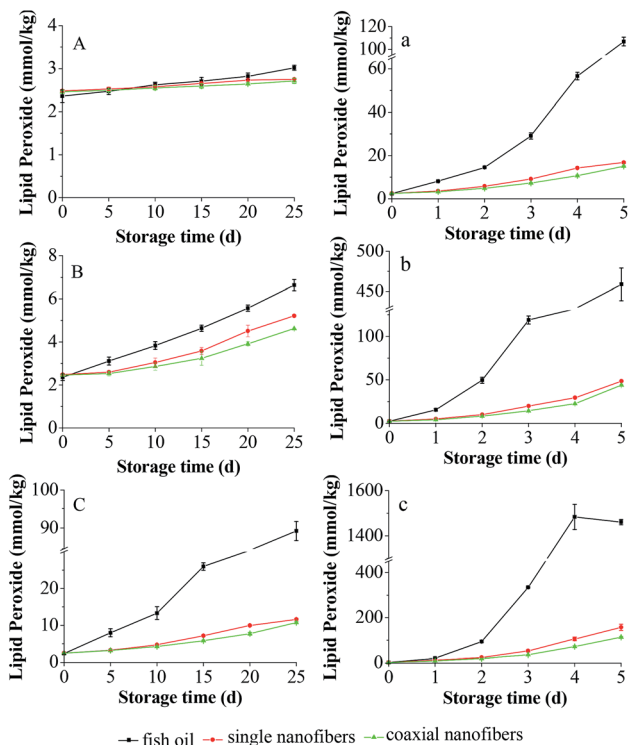 A
Lipid Peroxide (mmol/kg)
4
3
2
1
0
0 5 10 15 20 25
Storage time (d)
a
Lipid Peroxide (mmol/kg)
120
100
60
40
20
0
0 1 2 3 4 5
Storage time (d)
B
Lipid Peroxide (mmol/kg)
8
6
4
2
0
0 5 10 15 20 25
Storage time (d)
b
Lipid Peroxide (mmol/kg)
500
450
100
50
0
0 1 2 3 4 5
Storage time (d)
C
Lipid Peroxide (mmol/kg)
100
90
30
20
10
0
0 5 10 15 20 25
Storage time (d)
c
Lipid Peroxide (mmol/kg)
1600
1400
400
200
0
0 1 2 3 4 5
Storage time (d)
fish oil single nanofibers coaxial nanofibers